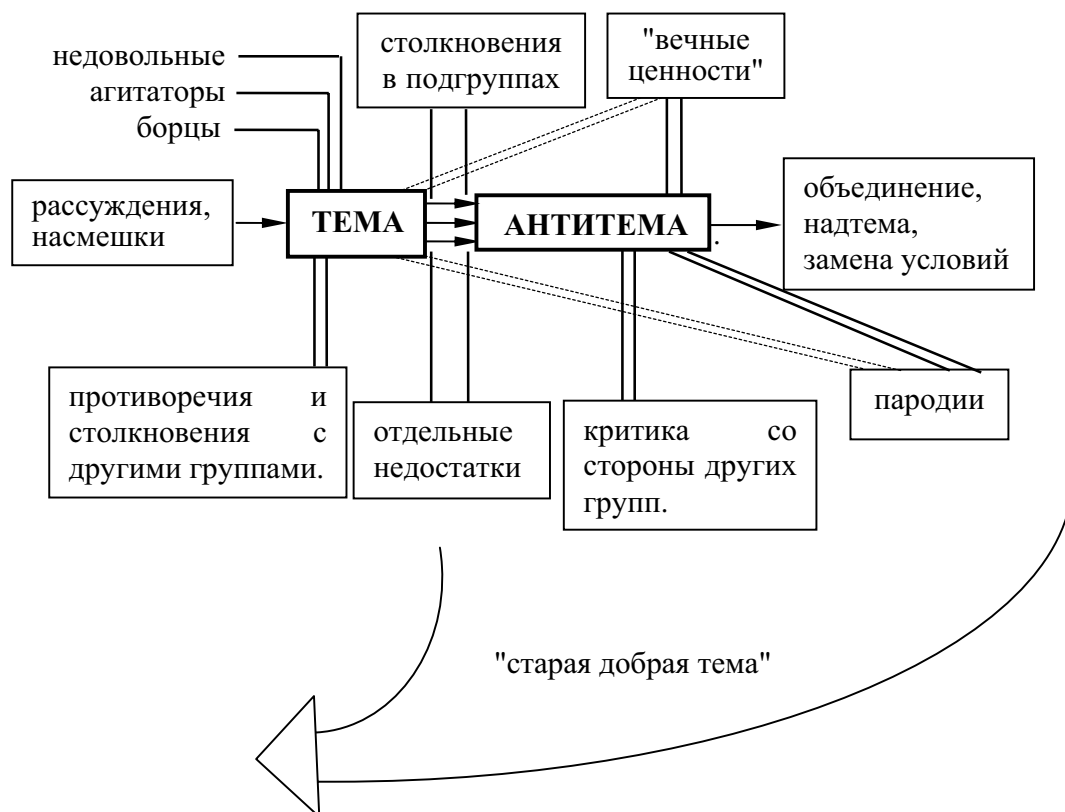 столкновения
в подгруппах
"вечные
ценности"
недовольные
агитаторы
борцы
рассуждения,
насмешки
ТЕМА
АНТИТЕМА
.
объединение,
надтема,
замена условий
противоречия и
столкновения с
другими группами.
отдельные
недостатки
критика со
стороны других
групп.
пародии
"старая добрая тема"